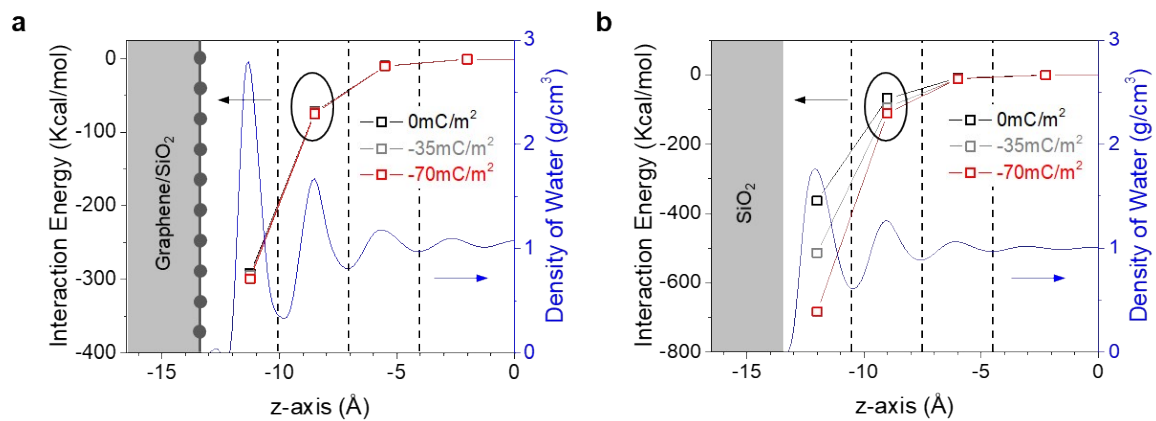 a
Interaction Energy (Kcal/mol)
0
-100
-200
-300
-400
Graphene/SiO₂
0mC/m²
-35mC/m²
-70mC/m²
3
2
1
0
Density of Water (g/cm³)
-15
-10
-5
0
z-axis (Å)
b
Interaction Energy (Kcal/mol)
0
-200
-400
-600
-800
SiO₂
0mC/m²
-35mC/m²
-70mC/m²
3
2
1
0
Density of Water (g/cm³)
-15
-10
-5
0
z-axis (Å)